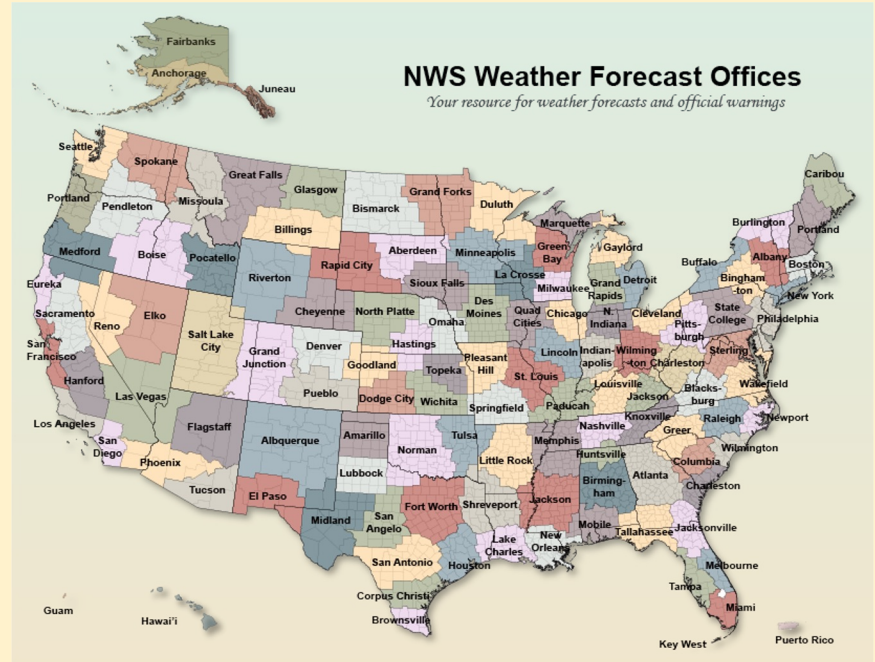 Fairbanks
Anchorage
Juneau
NWS Weather Forecast Offices
Your resource for weather forecasts and official warnings
Seattle
Spokane
Great Falls
Glasgow
Portland
Pendleton
Missoula
Bismarck
Grand Forks
Duluth
Caribou
Billings
Marquette
Burlington
Portland
Medford
Boise
Pocatello
Riverton
Rapid City
Aberdeen
Minneapolis
Green
Bay
Gaylord
Buffalo
Albany
Boston
Eureka
Sioux Falls
La Crosse
Milwaukee
Grand
Rapids
Detroit
Bingham
-ton
New York
Sacramento
Reno
Elko
Cheyenne
North Platte
Omaha
Des
Moines
Quad
Cities
Chicago
N.
Indiana
Cleveland
State
College
Philadelphia
San
Francisco
Salt Lake
City
Grand
Junction
Denver
Hastings
Lincoln
Indian-
apolis
Wilming
-ton
Pitts-
burgh
Charleston
Sterling
Hanford
Las Vegas
Pueblo
Goodland
Topeka
Pleasant
Hill
St. Louis
Louisville
Jackson
Blacks-
burg
Wakefield
Dodge City
Wichita
Springfield
Paducah
Los Angeles
San
Diego
Phoenix
Flagstaff
Albquerque
Amarillo
Norman
Tulsa
Memphis
Nashville
Knoxville
Greer
Raleigh
Newport
Tucson
El Paso
Lubbock
Little Rock
Huntsville
Columbia
Wilmington
Midland
San
Angelo
Fort Worth
Shreveport
Jackson
Birming-
ham
Atlanta
Charleston
San Antonio
Houston
Lake
Charles
New
Orleans
Mobile
Tallahassee
Jacksonville
Corpus Christi
Brownsville
Melbourne
Tampa
Miami
Key West
Guam
Hawai'i
Puerto Rico